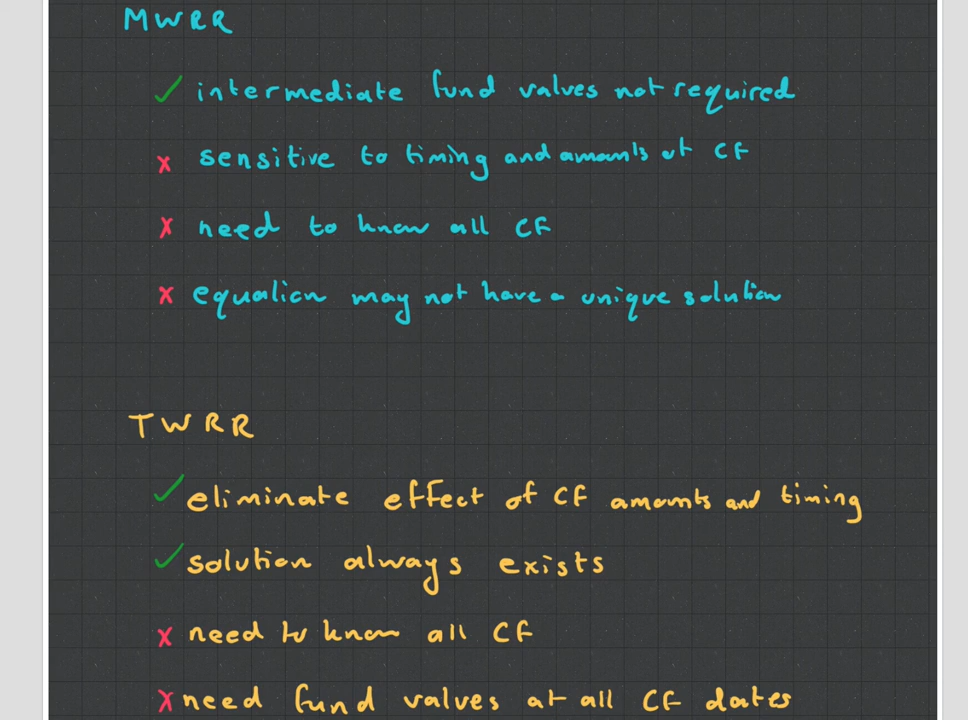 MWRR
✓ intermediate fund values not required
x sensitive to timing and amounts of CF
x need to know all CF
x equation may not have a unique solution
TWRR
✓ eliminate effect of CF amounts and timing
✓ solution always exists
x need to know all CF
x need fund values at all CF dates